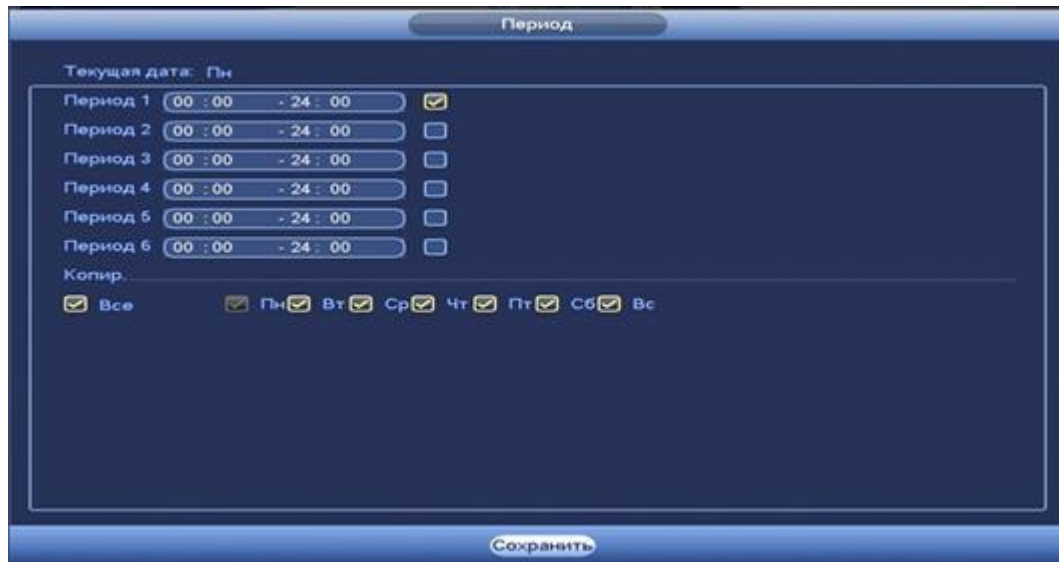 Период
Текущая дата: Пн
Период 1 00 : 00 - 24 : 00
Период 2 00 : 00 - 24 : 00
Период 3 00 : 00 - 24 : 00
Период 4 00 : 00 - 24 : 00
Период 5 00 : 00 - 24 : 00
Период 6 00 : 00 - 24 : 00
Копир.
Все Пн Вт Ср Чт Пт Сб Вс
Сохранить